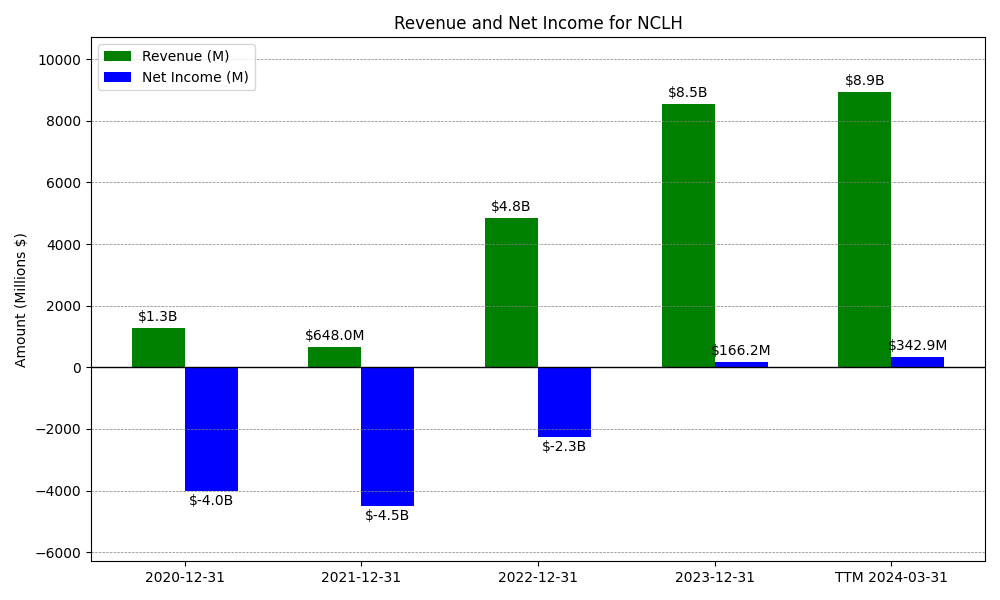 Revenue and Net Income for NCLH
Revenue (M)
Net Income (M)
Amount (Millions $)
10000
8000
6000
4000
2000
0
−2000
−4000
−6000
$1.3B
$648.0M
$4.8B
$8.5B
$8.9B
$-4.0B
$-4.5B
$-2.3B
$166.2M
$342.9M
2020-12-31
2021-12-31
2022-12-31
2023-12-31
TTM 2024-03-31